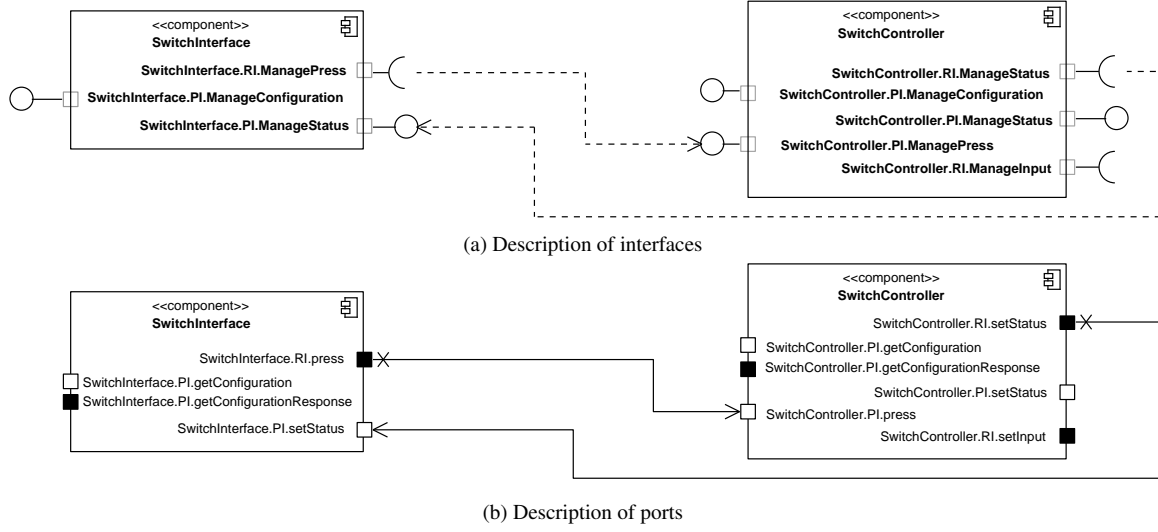 <<component>>
SwitchInterface
SwitchInterface.RI.ManagePress
SwitchInterface.PI.ManageConfiguration
SwitchInterface.PI.ManageStatus
<<component>>
SwitchController
SwitchController.RI.ManageStatus
SwitchController.PI.ManageConfiguration
SwitchController.PI.ManageStatus
SwitchController.PI.ManagePress
SwitchController.RI.ManageInput
(a) Description of interfaces
<<component>>
SwitchInterface
SwitchInterface.RI.press
SwitchInterface.PI.getConfiguration
SwitchInterface.PI.getConfigurationResponse
SwitchInterface.PI.setStatus
<<component>>
SwitchController
SwitchController.RI.setStatus
SwitchController.PI.getConfiguration
SwitchController.PI.getConfigurationResponse
SwitchController.PI.setStatus
SwitchController.PI.press
SwitchController.RI.setInput
(b) Description of ports